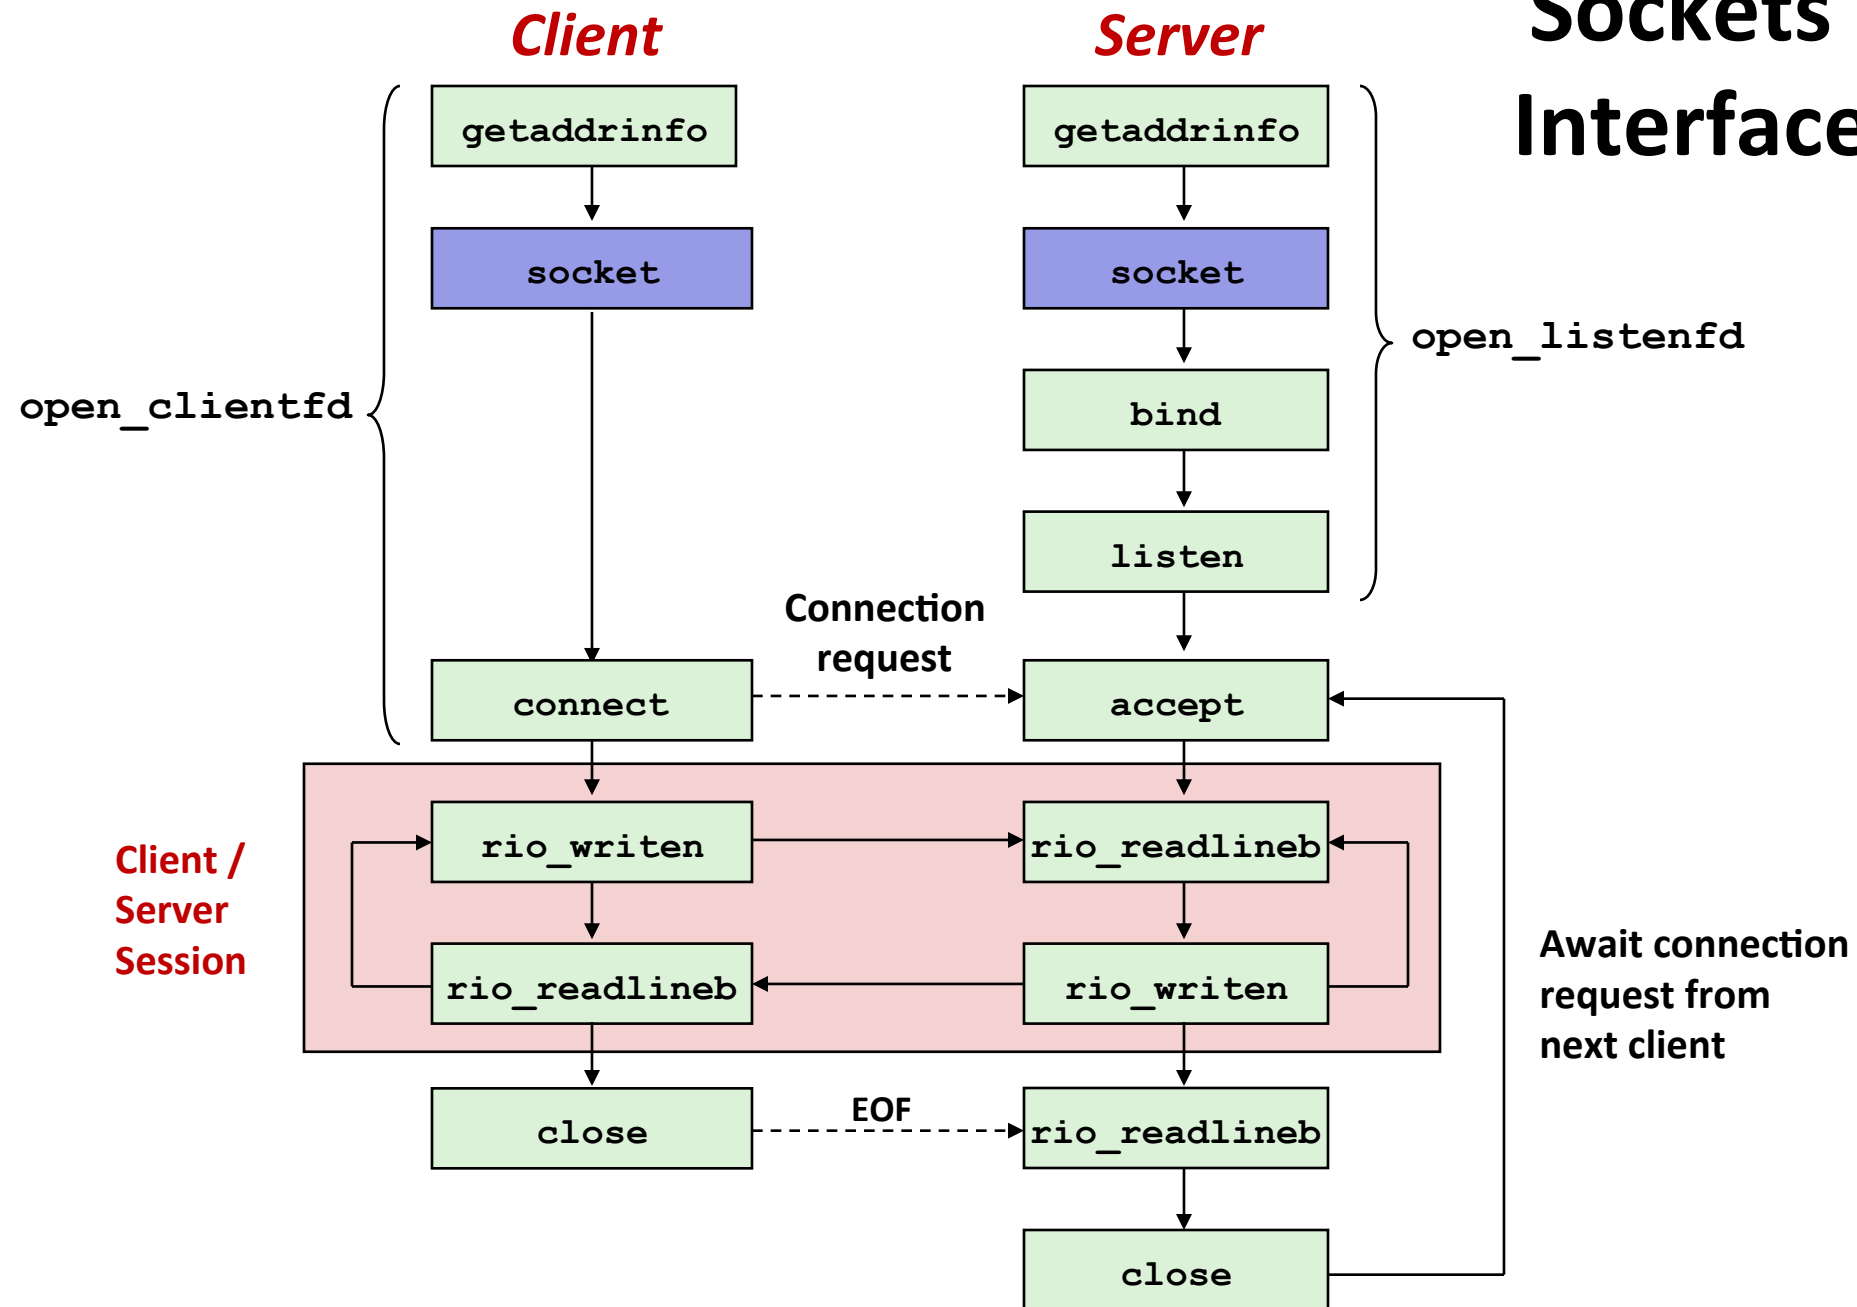 Sockets
Interface
Client
Server
getaddrinfo
getaddrinfo
socket
socket
open_listenfd
open_clientfd
bind
listen
Connection
request
connect
accept
Client /
Server
Session
rio_writen
rio_readlineb
rio_readlineb
rio_writen
Await connection
request from
next client
close
EOF
rio_readlineb
close